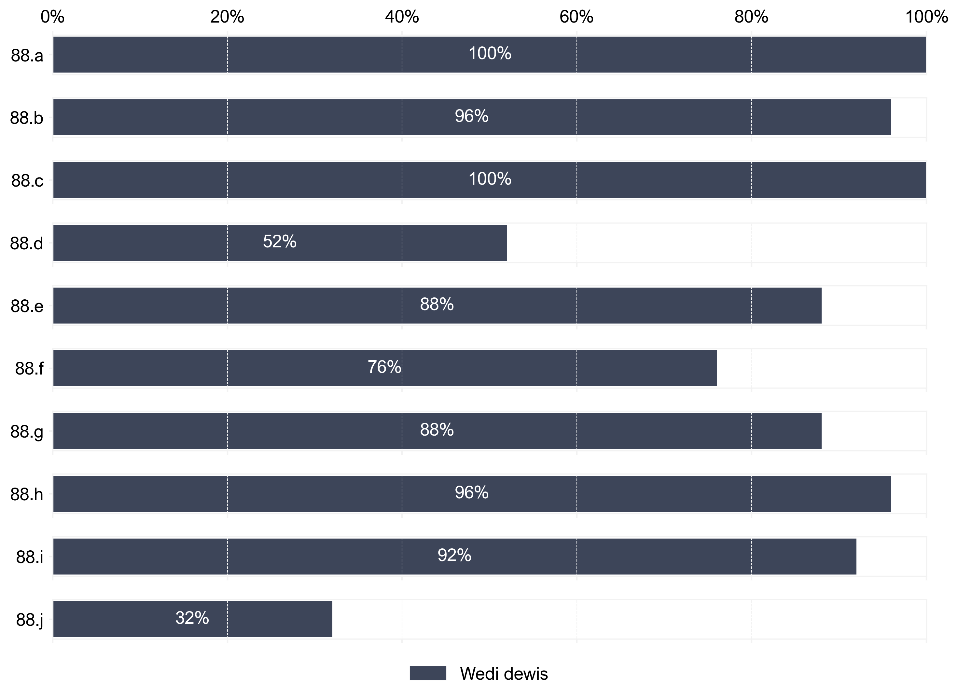 0% 20% 40% 60% 80% 100%
88.a 100%
88.b 96%
88.c 100%
88.d 52%
88.e 88%
88.f 76%
88.g 88%
88.h 96%
88.i 92%
88.j 32%
Wedi dewis